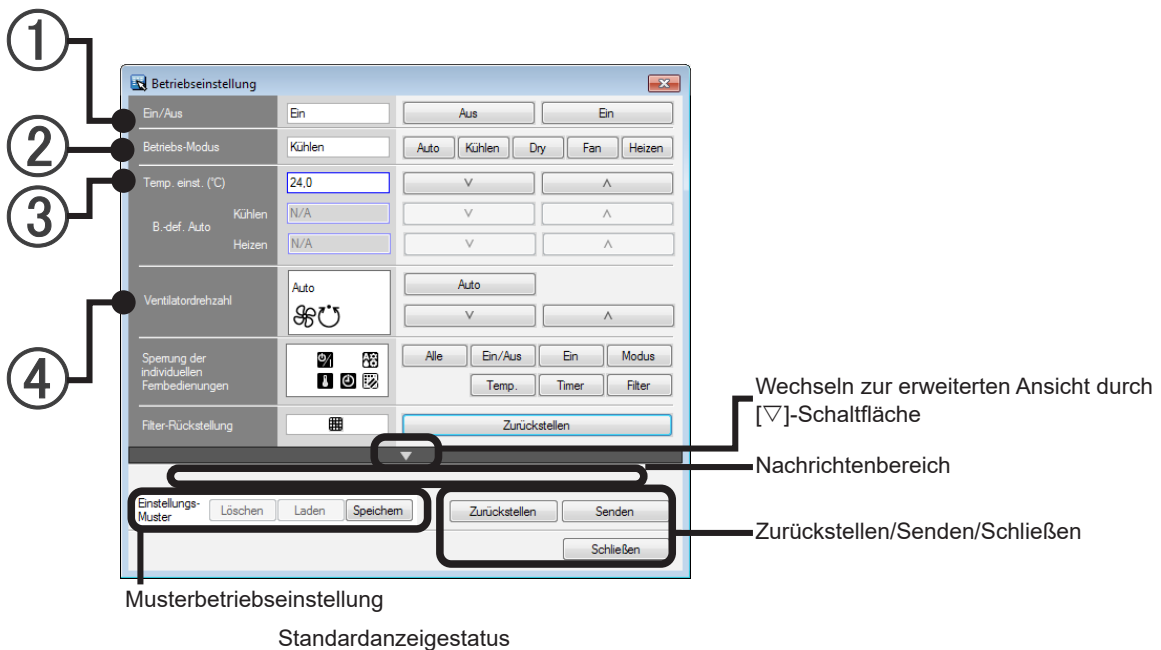 ①
Betriebseinstellung
Ein/Aus Ein Aus Ein
②
Betriebs-Modus Kühlen Auto Kühlen Dry Fan Heizen
③
Temp. einst. (°C) 24,0 ∨ ∧
B.-def. Auto
Kühlen N/A ∨ ∧
Heizen N/A ∨ ∧
④
Ventilatordrehzahl Auto Auto
∨ ∧
Sperrung der
individuellen
Fernbedienungen
Alle Ein/Aus Ein Modus
Temp. Timer Filter
Filter-Rückstellung Zurückstellen
▼
Wechseln zur erweiterten Ansicht durch
[▽]-Schaltfläche
Nachrichtenbereich
Einstellungs-
Muster
Löschen Laden Speichern
Zurückstellen Senden
Schließen
Zurückstellen/Senden/Schließen
Musterbetriebseinstellung
Standardanzeigestatus